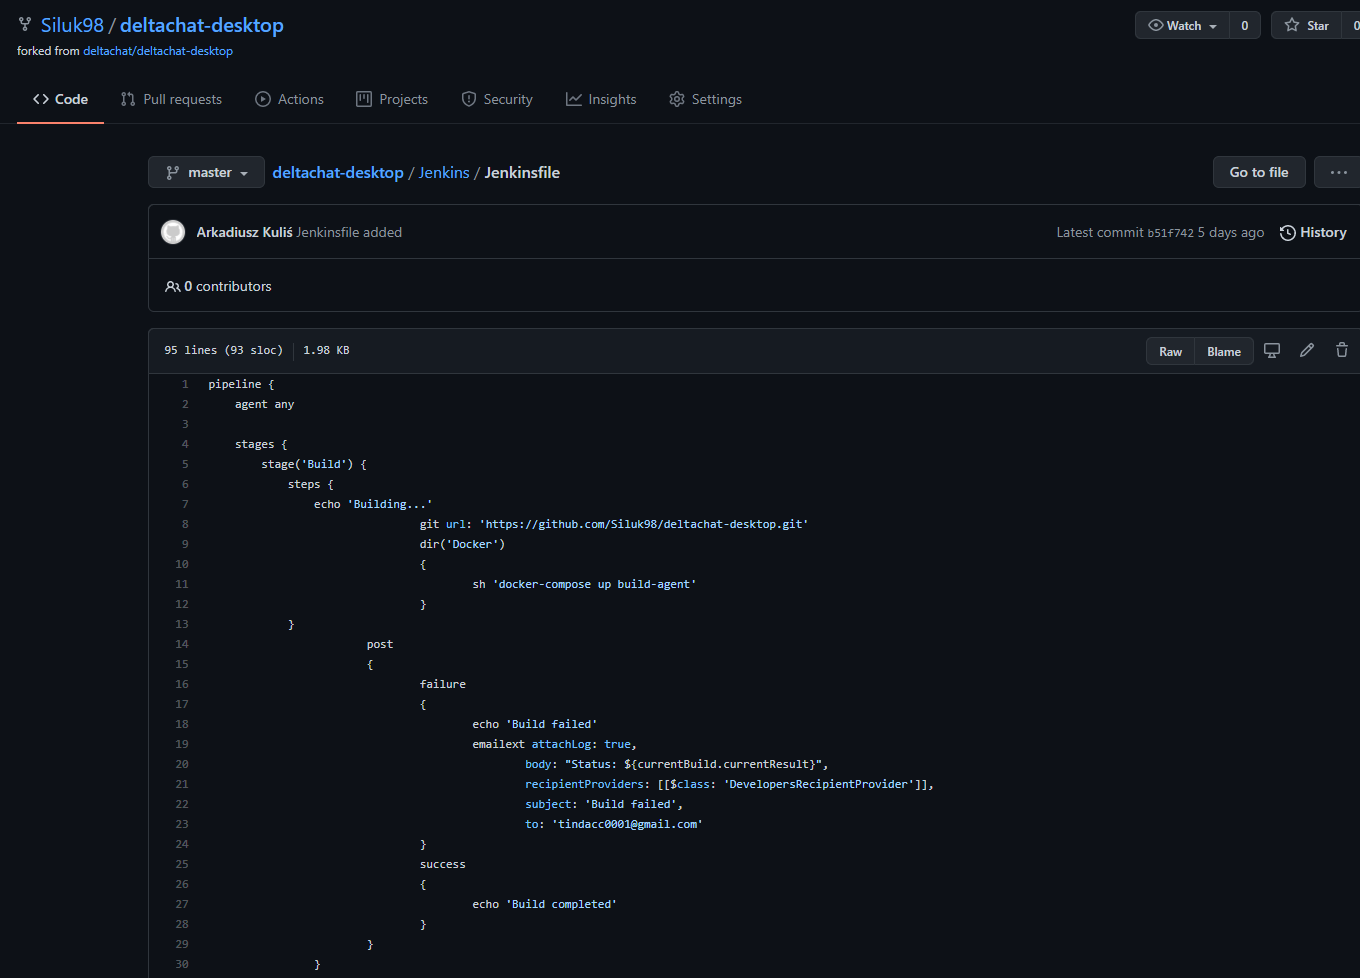 Siluk98 / deltachat-desktop
Watch 0 Star 0
forked from deltachat/deltachat-desktop
Code Pull requests Actions Projects Security Insights Settings
master deltachat-desktop / Jenkins / Jenkinsfile Go to file ...
Arkadiusz Kuliś Jenkinsfile added Latest commit b51f742 5 days ago History
0 contributors
95 lines (93 sloc) 1.98 KB Raw Blame
1 pipeline {
2     agent any
3
4     stages {
5         stage('Build') {
6             steps {
7                 echo 'Building...'
8                                 git url: 'https://github.com/Siluk98/deltachat-desktop.git'
9                                 dir('Docker')
10                                 {
11                                         sh 'docker-compose up build-agent'
12                                 }
13             }
14                         post
15                         {
16                                 failure
17                                 {
18                                         echo 'Build failed'
19                                         emailext attachLog: true,
20                                                 body: "Status: ${currentBuild.currentResult}",
21                                                 recipientProviders: [[$class: 'DevelopersRecipientProvider']],
22                                                 subject: 'Build failed',
23                                                 to: 'tindacc0001@gmail.com'
24                                 }
25                                 success
26                                 {
27                                         echo 'Build completed'
28                                 }
29                         }
30                 }